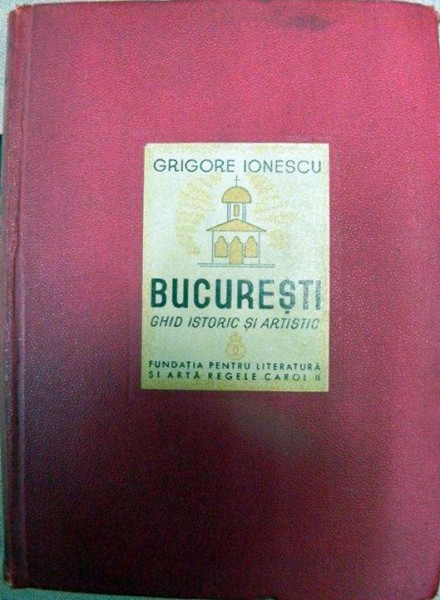 GRIGORE IONESCU
BUCUREȘTI
GHID ISTORIC ȘI ARTISTIC
FUNDAȚIA PENTRU LITERATURĂ
ȘI ARTĂ REGELE CAROL II